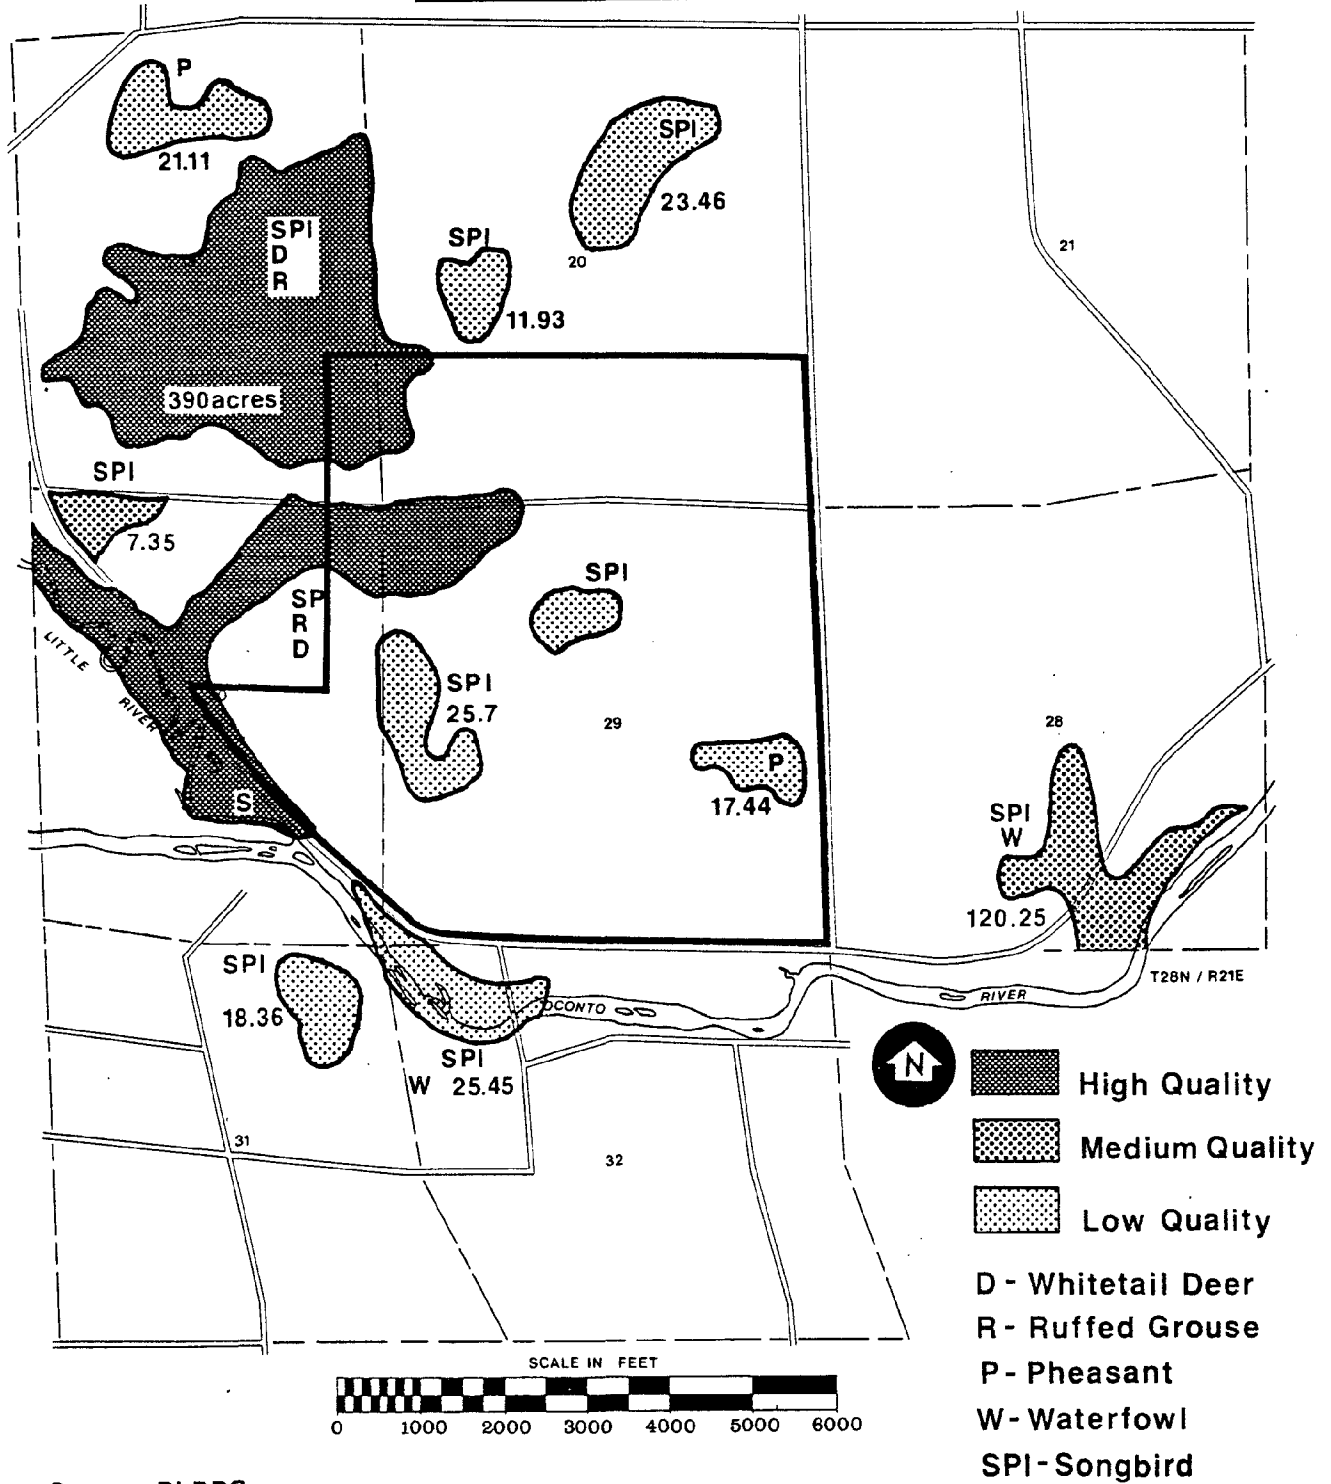 P
21.11
SPI
23.46
SPI
D
R
SPI
11.93
20
21
390 acres
SPI
7.35
SP
R
D
SPI
LITTLE
RIVER
SPI
25.7
29
28
P
17.44
SPI
W
120.25
S
SPI
18.36
OCONTO
RIVER
T28N / R21E
SPI
W 25.45
31
32
N
High Quality
Medium Quality
Low Quality
D - Whitetail Deer
R - Ruffed Grouse
P - Pheasant
W - Waterfowl
SPI - Songbird
SCALE IN FEET
0 1000 2000 3000 4000 5000 6000